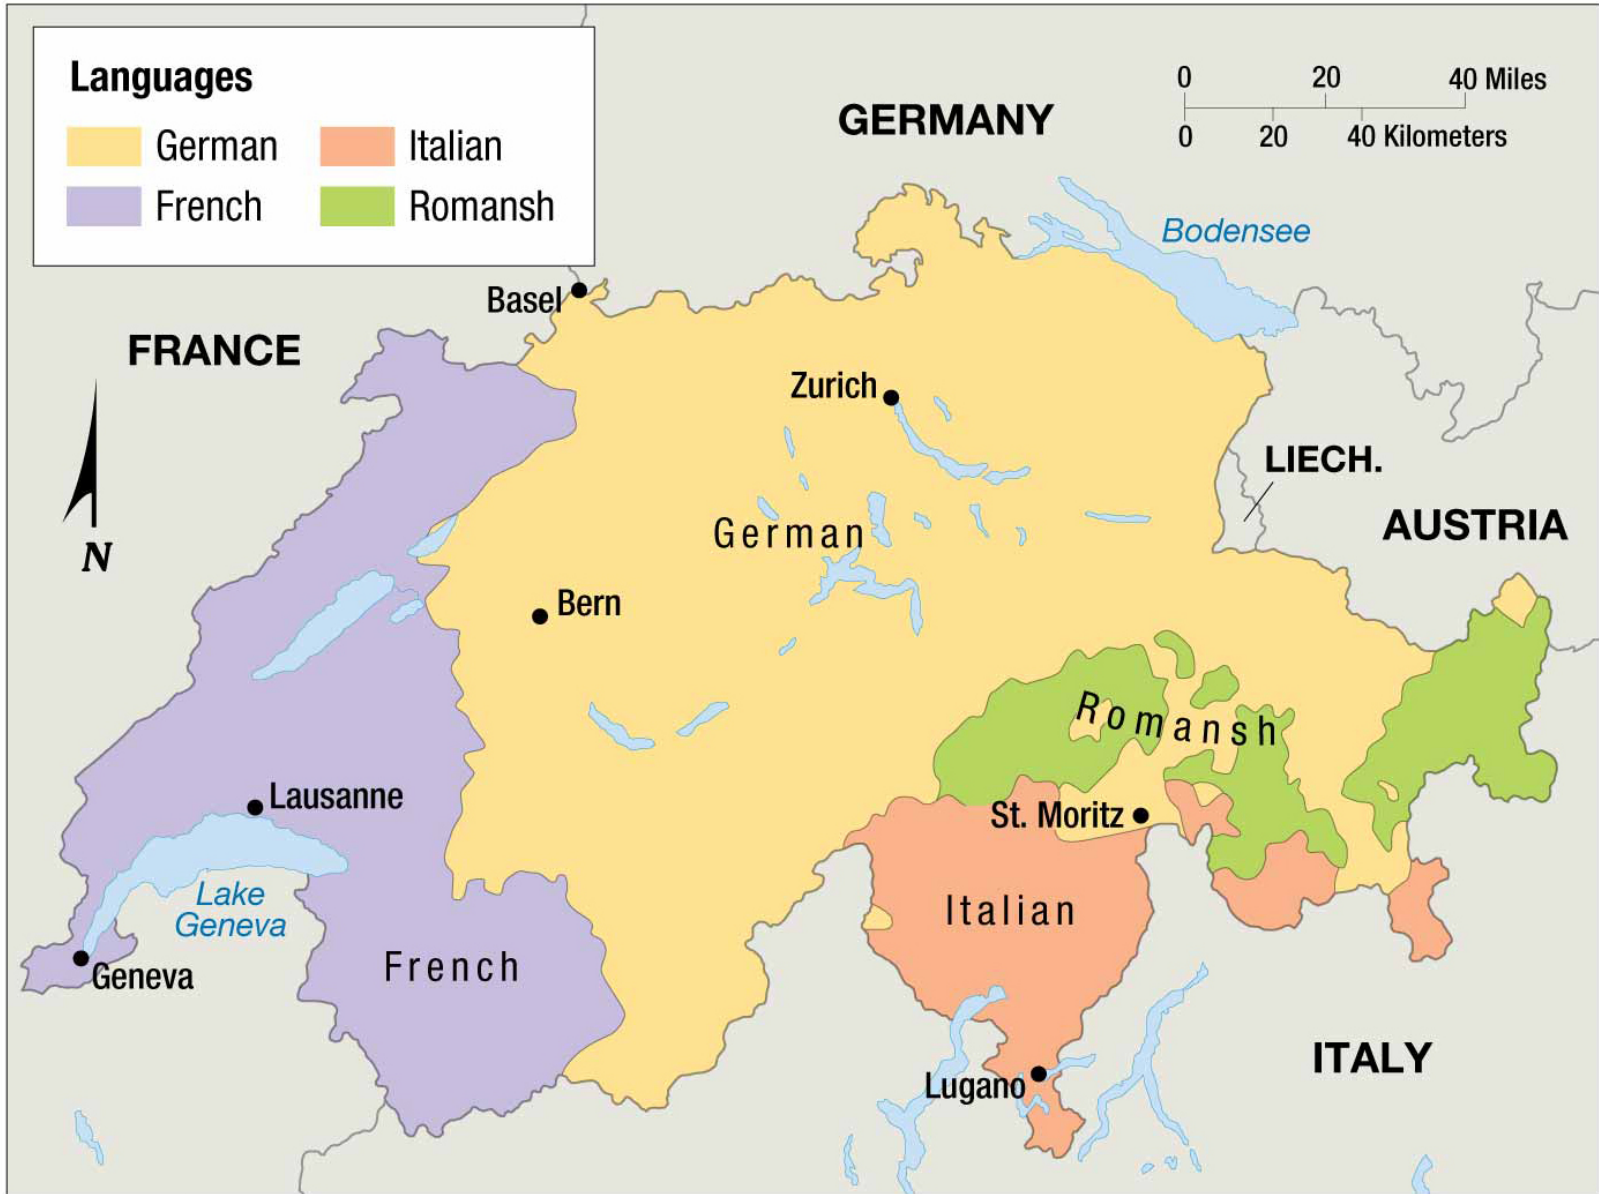 Languages
German
Italian
French
Romansh
0 20 40 Miles
0 20 40 Kilometers
GERMANY
Bodensee
Basel
FRANCE
Zurich
LIECH.
AUSTRIA
German
N
Bern
Romansh
Lausanne
St. Moritz
Lake
Geneva
Italian
French
Geneva
ITALY
Lugano